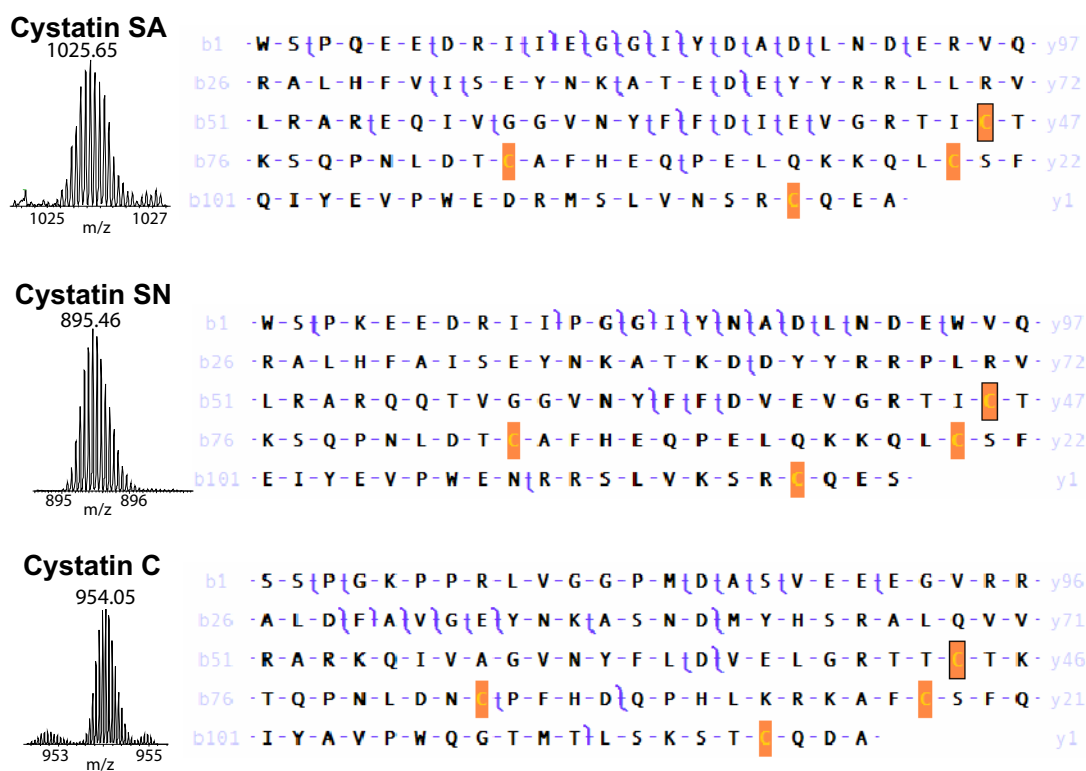 Cystatin SA
1025.65
1025 1027
m/z
b1 -W-S-P-Q-E-E-D-R-I-I-E-G-G-I-Y-D-A-D-L-N-D-E-R-V-Q- y97
b26 -R-A-L-H-F-V-I-S-E-Y-N-K-A-T-E-D-E-Y-Y-R-R-L-L-R-V- y72
b51 -L-R-A-R-E-Q-I-V-G-G-V-N-Y-F-F-D-I-E-V-G-R-T-I-C-T- y47
b76 -K-S-Q-P-N-L-D-T-C-A-F-H-E-Q-P-E-L-Q-K-K-Q-L-C-S-F- y22
b101 -Q-I-Y-E-V-P-W-E-D-R-M-S-L-V-N-S-R-C-Q-E-A- y1
Cystatin SN
895.46
895 896
m/z
b1 -W-S-P-K-E-E-D-R-I-I-P-G-G-I-Y-N-A-D-L-N-D-E-W-V-Q- y97
b26 -R-A-L-H-F-A-I-S-E-Y-N-K-A-T-K-D-D-Y-Y-R-R-P-L-R-V- y72
b51 -L-R-A-R-Q-Q-T-V-G-G-V-N-Y-F-F-D-V-E-V-G-R-T-I-C-T- y47
b76 -K-S-Q-P-N-L-D-T-C-A-F-H-E-Q-P-E-L-Q-K-K-Q-L-C-S-F- y22
b101 -E-I-Y-E-V-P-W-E-N-R-R-S-L-V-K-S-R-C-Q-E-S- y1
Cystatin C
954.05
953 955
m/z
b1 -S-S-P-G-K-P-P-R-L-V-G-G-P-M-D-A-S-V-E-E-E-G-V-R-R- y96
b26 -A-L-D-F-A-V-G-E-Y-N-K-A-S-N-D-M-Y-H-S-R-A-L-Q-V-V- y71
b51 -R-A-R-K-Q-I-V-A-G-V-N-Y-F-L-D-V-E-L-G-R-T-T-C-T-K- y46
b76 -T-Q-P-N-L-D-N-C-P-F-H-D-Q-P-H-L-K-R-K-A-F-C-S-F-Q- y21
b101 -I-Y-A-V-P-W-Q-G-T-M-T-L-S-K-S-T-C-Q-D-A- y1